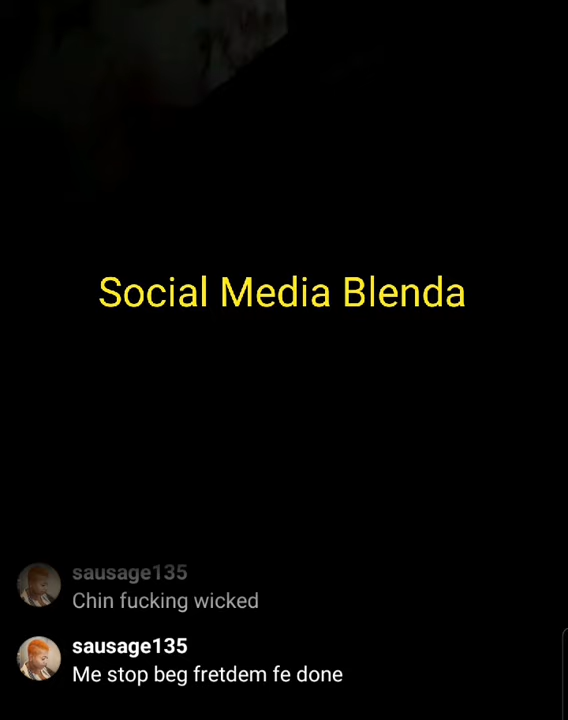 Social Media Blenda
sausage135
Chin fucking wicked
sausage135
Me stop beg fretdem fe done